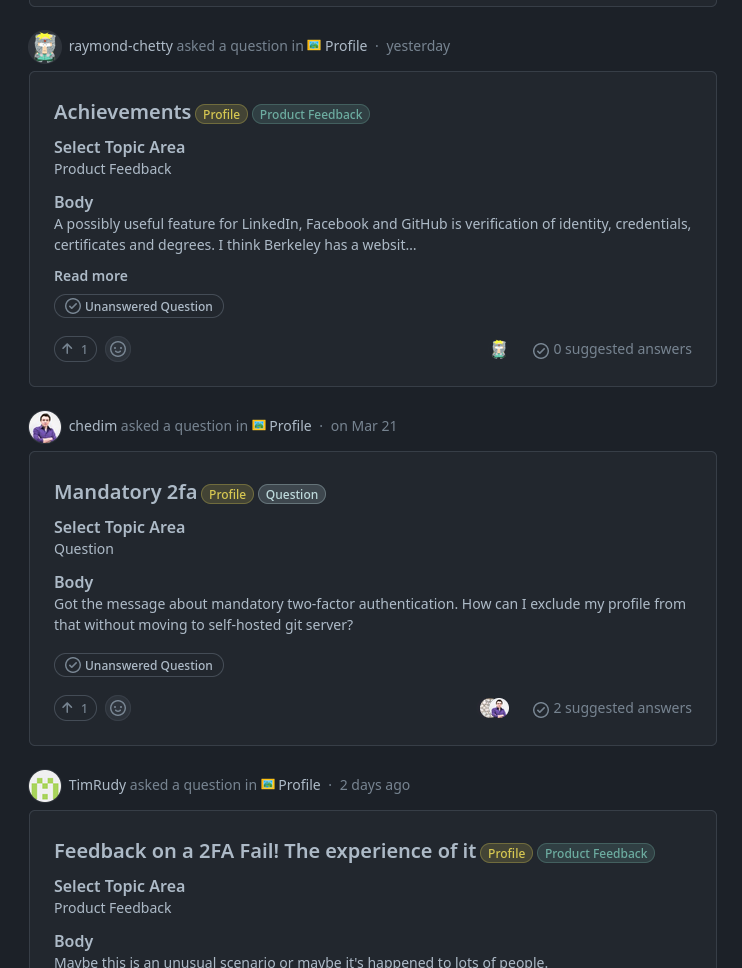 raymond-chetty asked a question in Profile · yesterday
Achievements Profile Product Feedback
Select Topic Area
Product Feedback
Body
A possibly useful feature for LinkedIn, Facebook and GitHub is verification of identity, credentials,
certificates and degrees. I think Berkeley has a websit...
Read more
Unanswered Question
1
0 suggested answers
chedim asked a question in Profile · on Mar 21
Mandatory 2fa Profile Question
Select Topic Area
Question
Body
Got the message about mandatory two-factor authentication. How can I exclude my profile from
that without moving to self-hosted git server?
Unanswered Question
1
2 suggested answers
TimRudy asked a question in Profile · 2 days ago
Feedback on a 2FA Fail! The experience of it Profile Product Feedback
Select Topic Area
Product Feedback
Body
Maybe this is an unusual scenario or maybe it's happened to lots of people.